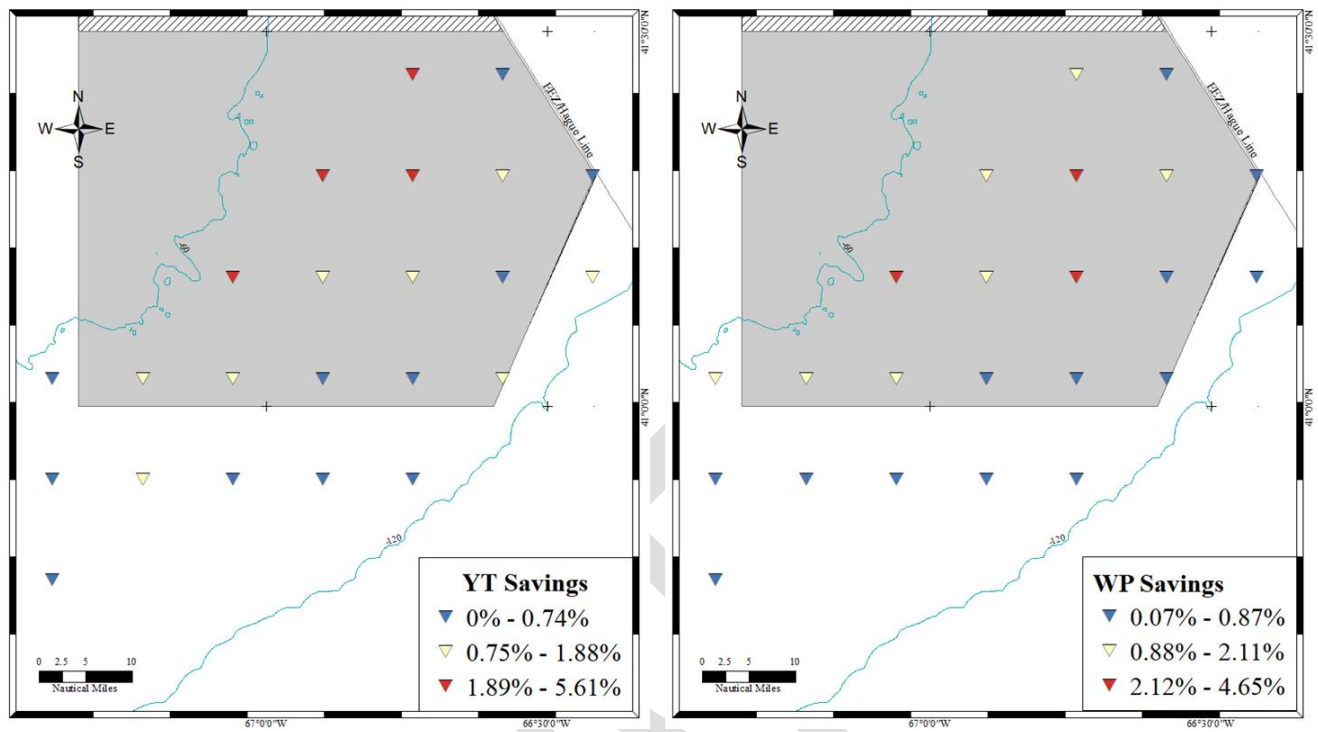 41°30'0"N
EEZ/Hague Line
N
W E
S
-60
41°0'0"N
-120
YT Savings
0% - 0.74%
0.75% - 1.88%
1.89% - 5.61%
0 2.5 5 10
Nautical Miles
67°0'0"W
66°30'0"W
41°30'0"N
EEZ/Hague Line
N
W E
S
-60
41°0'0"N
-120
WP Savings
0.07% - 0.87%
0.88% - 2.11%
2.12% - 4.65%
0 2.5 5 10
Nautical Miles
67°0'0"W
66°30'0"W